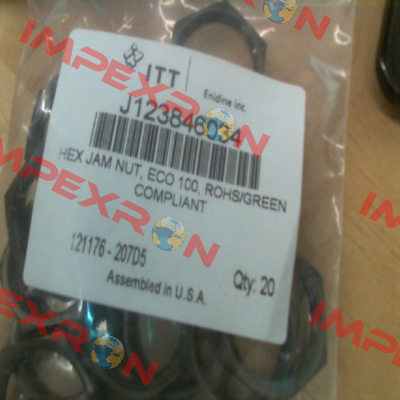 ITT
Enidine Inc.
J123846034
HEX JAM NUT, ECO 100, ROHS/GREEN
COMPLIANT
121176-207D5
Qty: 20
Assembled in U.S.A.
IMPEXRON
IMPEXRON
IMPEXRON
IMPEXRON
IMPEXRON